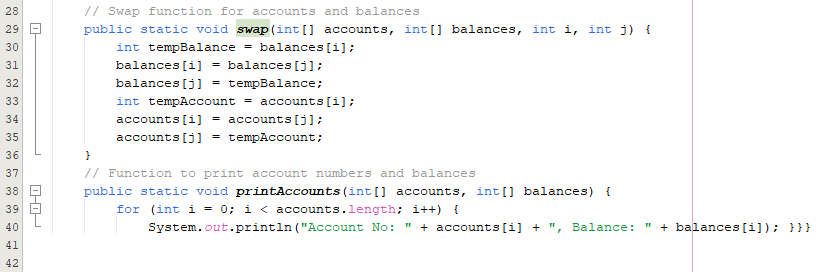 28 // Swap function for accounts and balances
29 public static void swap(int[] accounts, int[] balances, int i, int j) {
30 int tempBalance = balances[i];
31 balances[i] = balances[j];
32 balances[j] = tempBalance;
33 int tempAccount = accounts[i];
34 accounts[i] = accounts[j];
35 accounts[j] = tempAccount;
36 }
37 // Function to print account numbers and balances
38 public static void printAccounts(int[] accounts, int[] balances) {
39 for (int i = 0; i < accounts.length; i++) {
40 System.out.println("Account No: " + accounts[i] + ", Balance: " + balances[i]); }}}
41
42